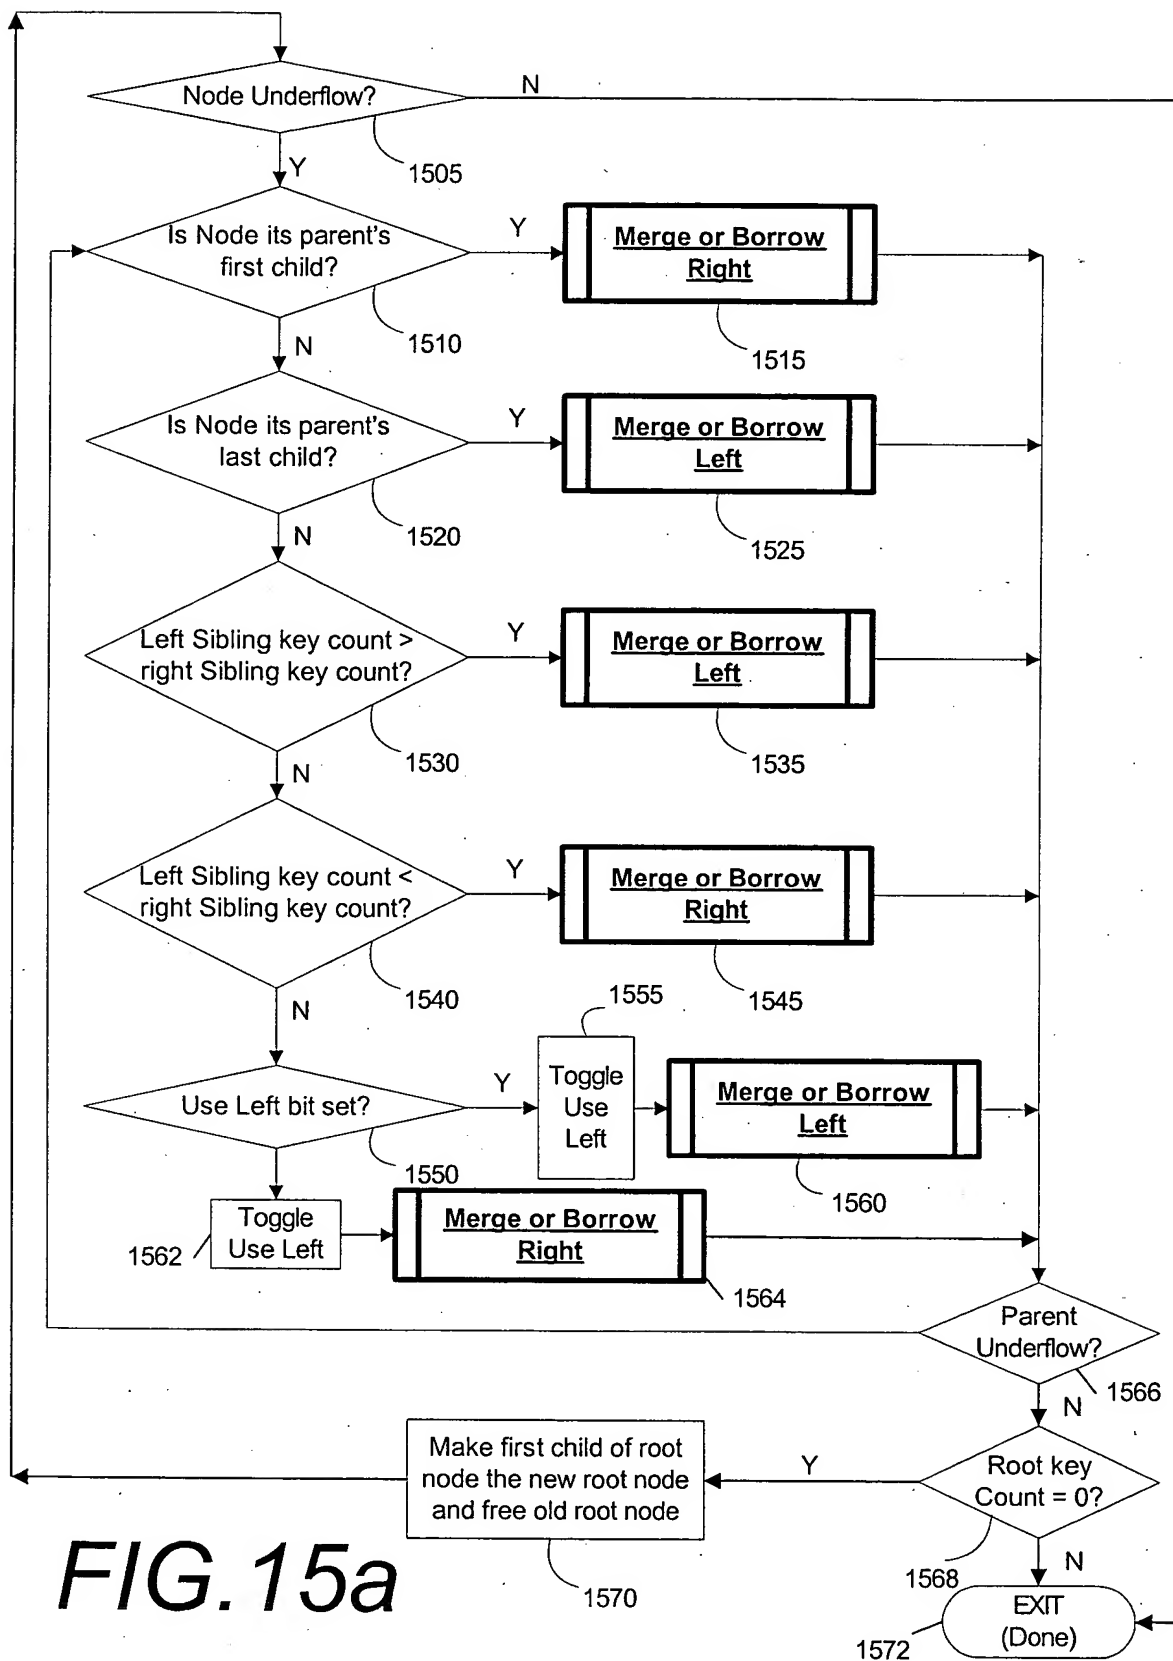 Node Underflow?
N
1505
Y
Is Node its parent's
first child?
Y
Merge or Borrow
Right
1510
1515
N
Is Node its parent's
last child?
Y
Merge or Borrow
Left
1520
1525
N
Left Sibling key count >
right Sibling key count?
Y
Merge or Borrow
Left
1530
1535
N
Left Sibling key count <
right Sibling key count?
Y
Merge or Borrow
Right
1540
1545
N
1555
Use Left bit set?
Y
Toggle
Use
Left
Merge or Borrow
Left
1550
1560
Toggle
Use Left
1562
Merge or Borrow
Right
1564
Parent
Underflow?
1566
N
Make first child of root
node the new root node
and free old root node
Y
Root key
Count = 0?
1570
1568
N
EXIT
(Done)
1572
FIG.15a